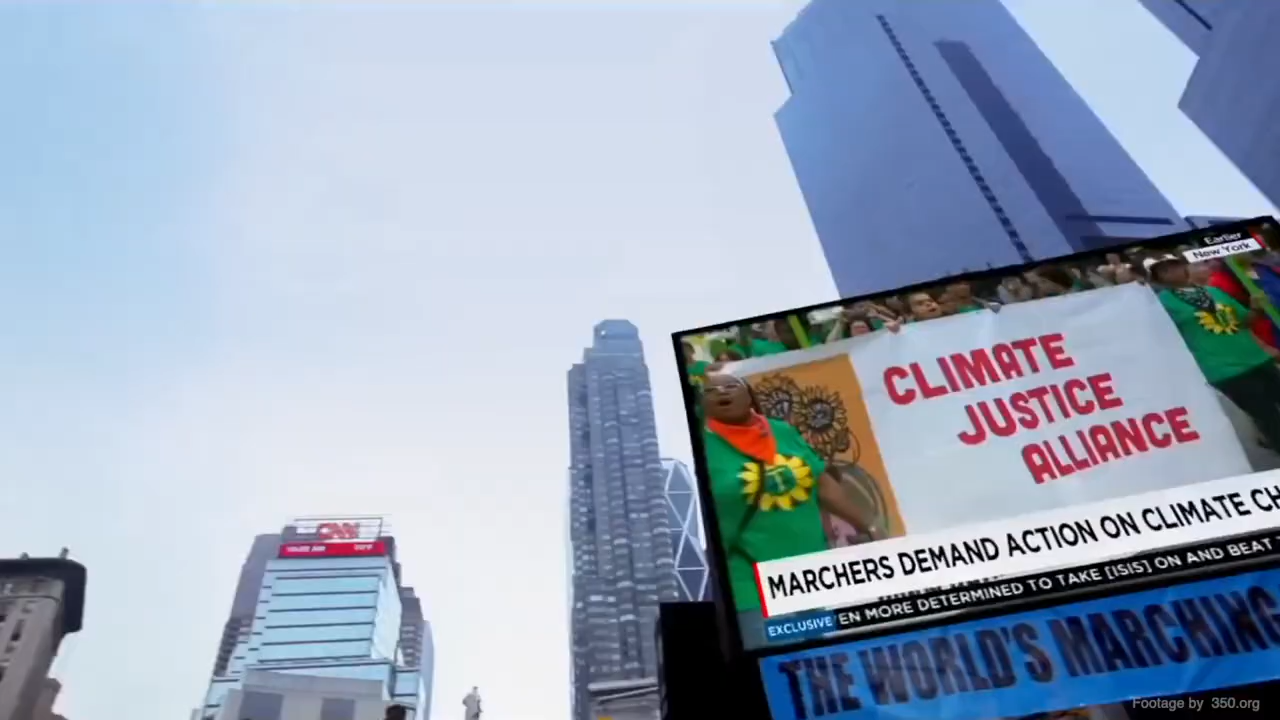 Earlier
New York
CLIMATE
JUSTICE
ALLIANCE
MARCHERS DEMAND ACTION ON CLIMATE CH
EXCLUSIVE EN MORE DETERMINED TO TAKE [ISIS] ON AND BEAT
THE WORLD'S MARCHING
CNN
Footage by 350.org